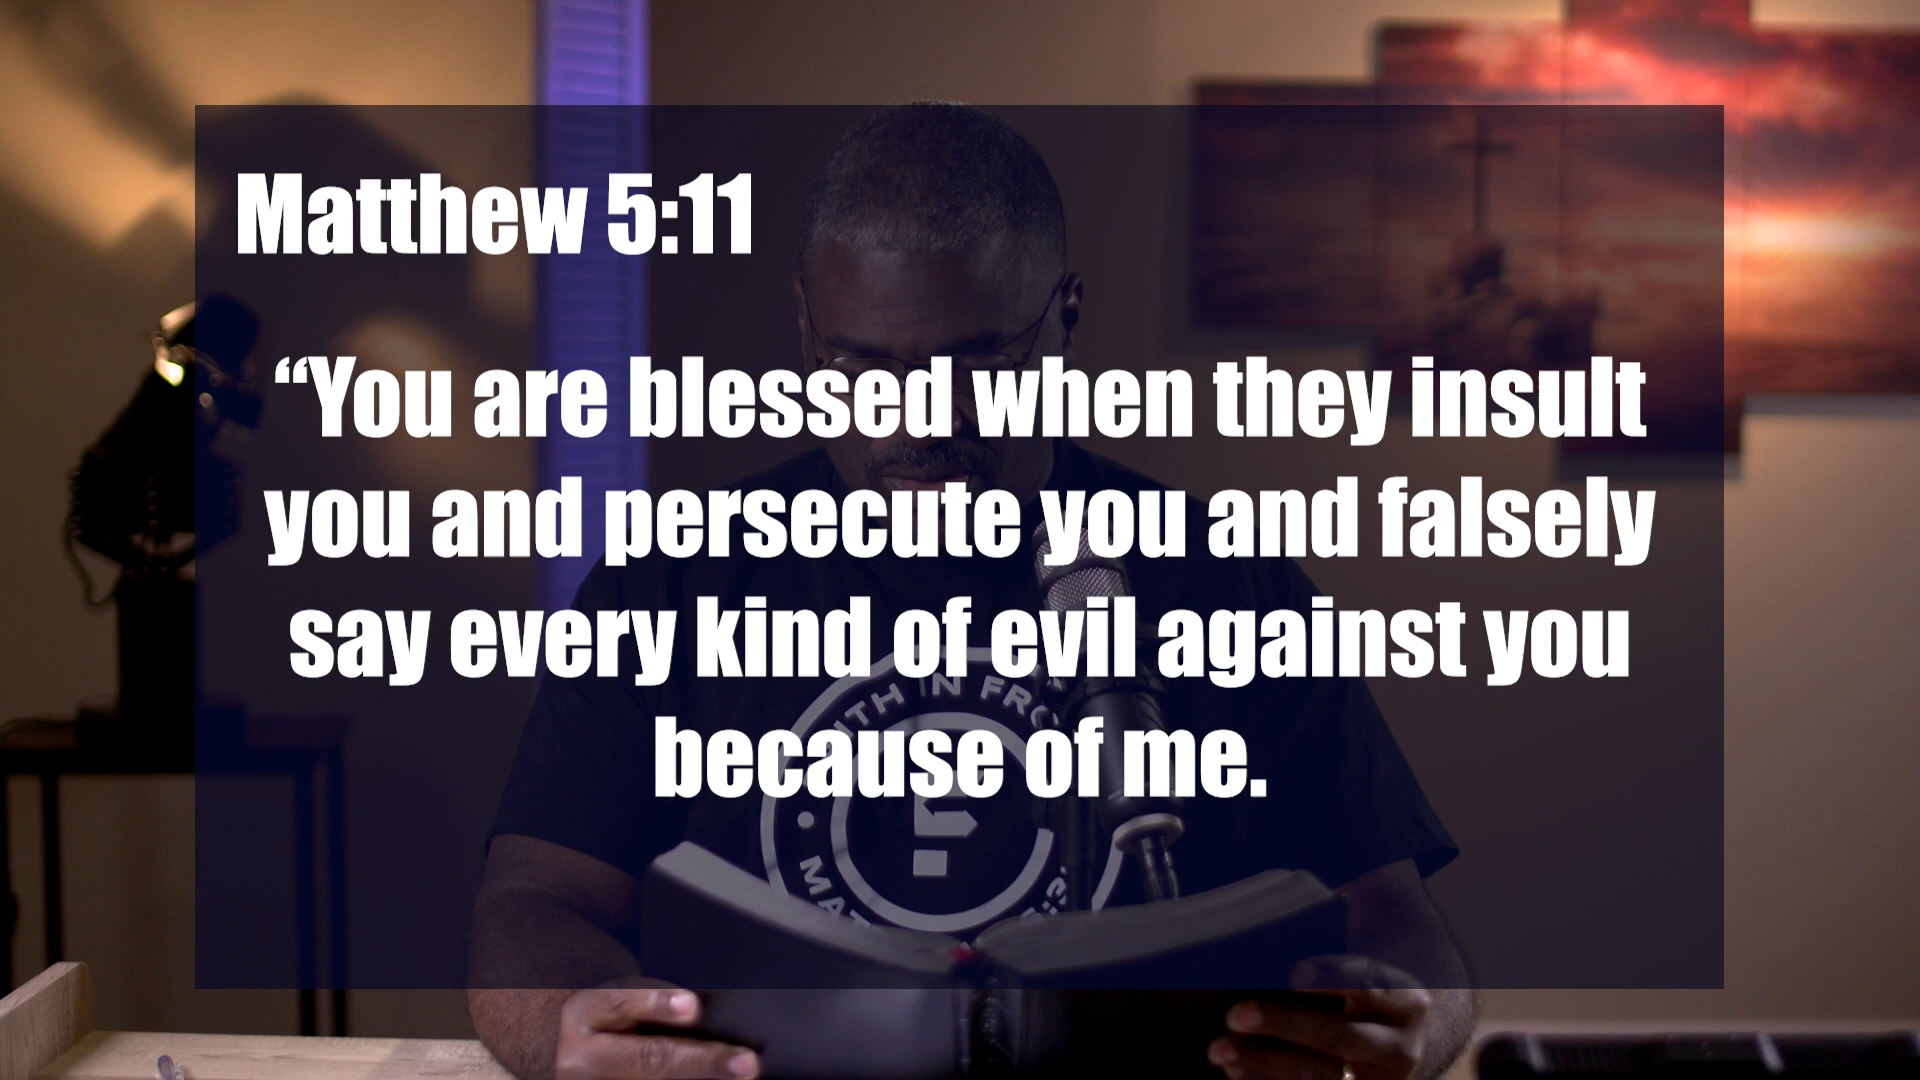 Matthew 5:11
“You are blessed when they insult
you and persecute you and falsely
say every kind of evil against you
because of me.
IN